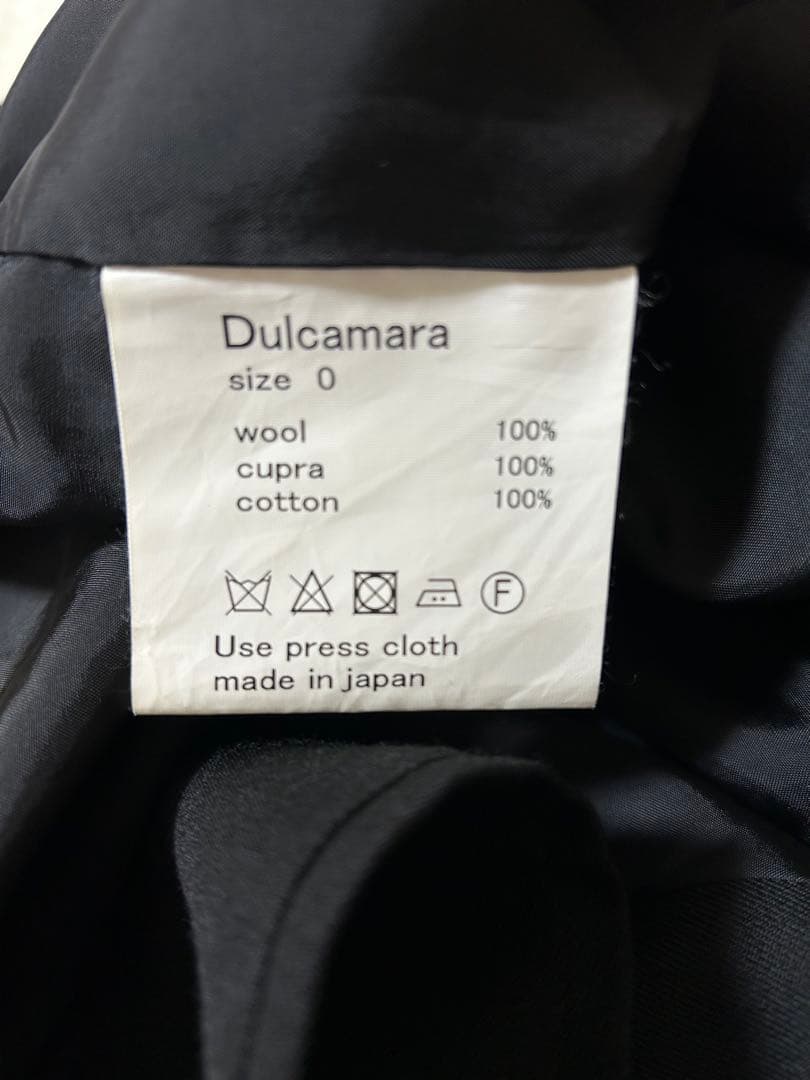 Dulcamara
size 0
wool 100%
cupra 100%
cotton 100%
F
Use press cloth
made in japan